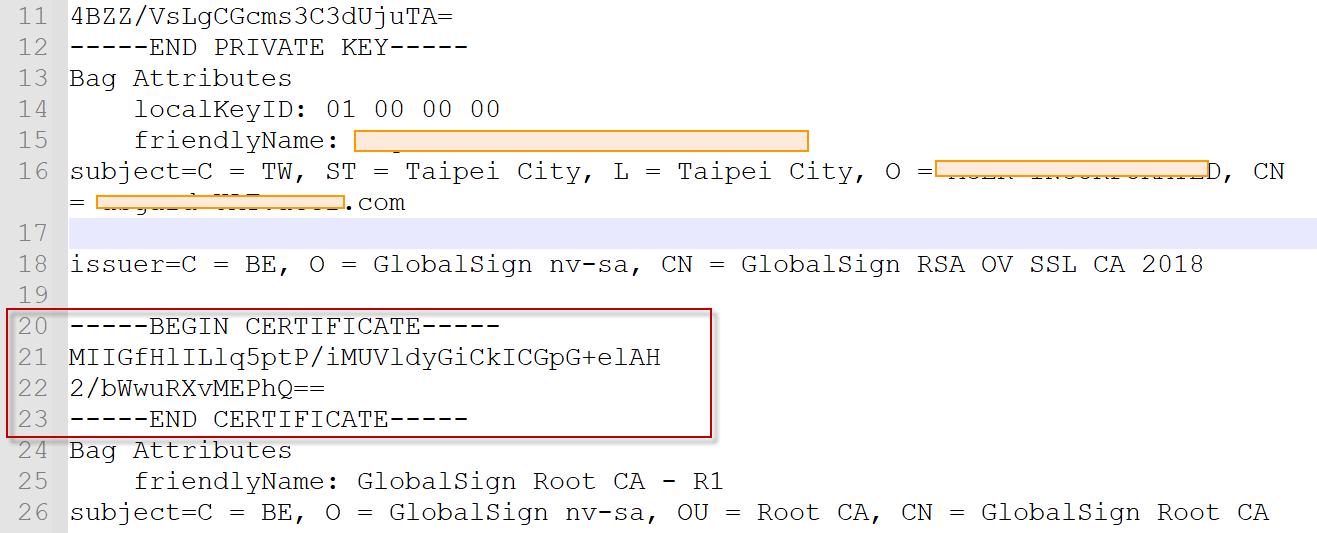 11 4BZZ/VsLgCGcms3C3dUjuTA=
12 -----END PRIVATE KEY-----
13 Bag Attributes
14 localKeyID: 01 00 00 00
15 friendlyName:
16 subject=C = TW, ST = Taipei City, L = Taipei City, O = D, CN
= .com
17
18 issuer=C = BE, O = GlobalSign nv-sa, CN = GlobalSign RSA OV SSL CA 2018
19
20 -----BEGIN CERTIFICATE-----
21 MIIGfHlILlq5ptP/iMUVldyGiCkICGpG+elAH
22 2/bWwuRXvMEPhQ==
23 -----END CERTIFICATE-----
24 Bag Attributes
25 friendlyName: GlobalSign Root CA - R1
26 subject=C = BE, O = GlobalSign nv-sa, OU = Root CA, CN = GlobalSign Root CA